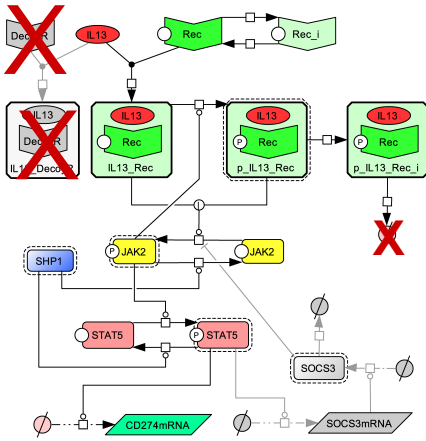 IL13
Rec
Rec_i
IL13
IL13
IL13
IL13
Rec
Rec
Rec
IL13_Rec
p_IL13_Rec
p_IL13_Rec_i
P
P
P
JAK2
JAK2
SHP1
STAT5
P
STAT5
SOCS3
CD274mRNA
SOCS3mRNA